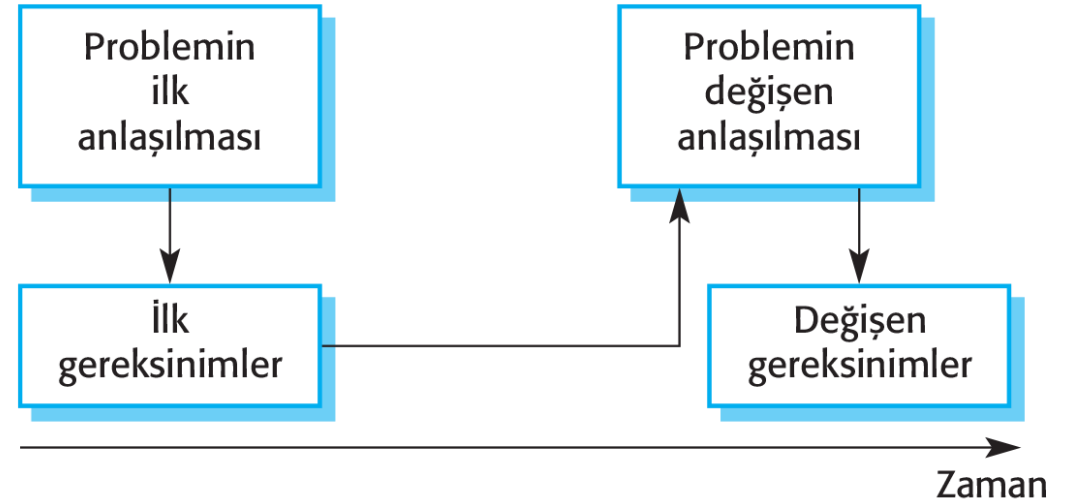 Problemin
ilk
anlaşılması
İlk
gereksinimler
Problemin
değişen
anlaşılması
Değişen
gereksinimler
Zaman